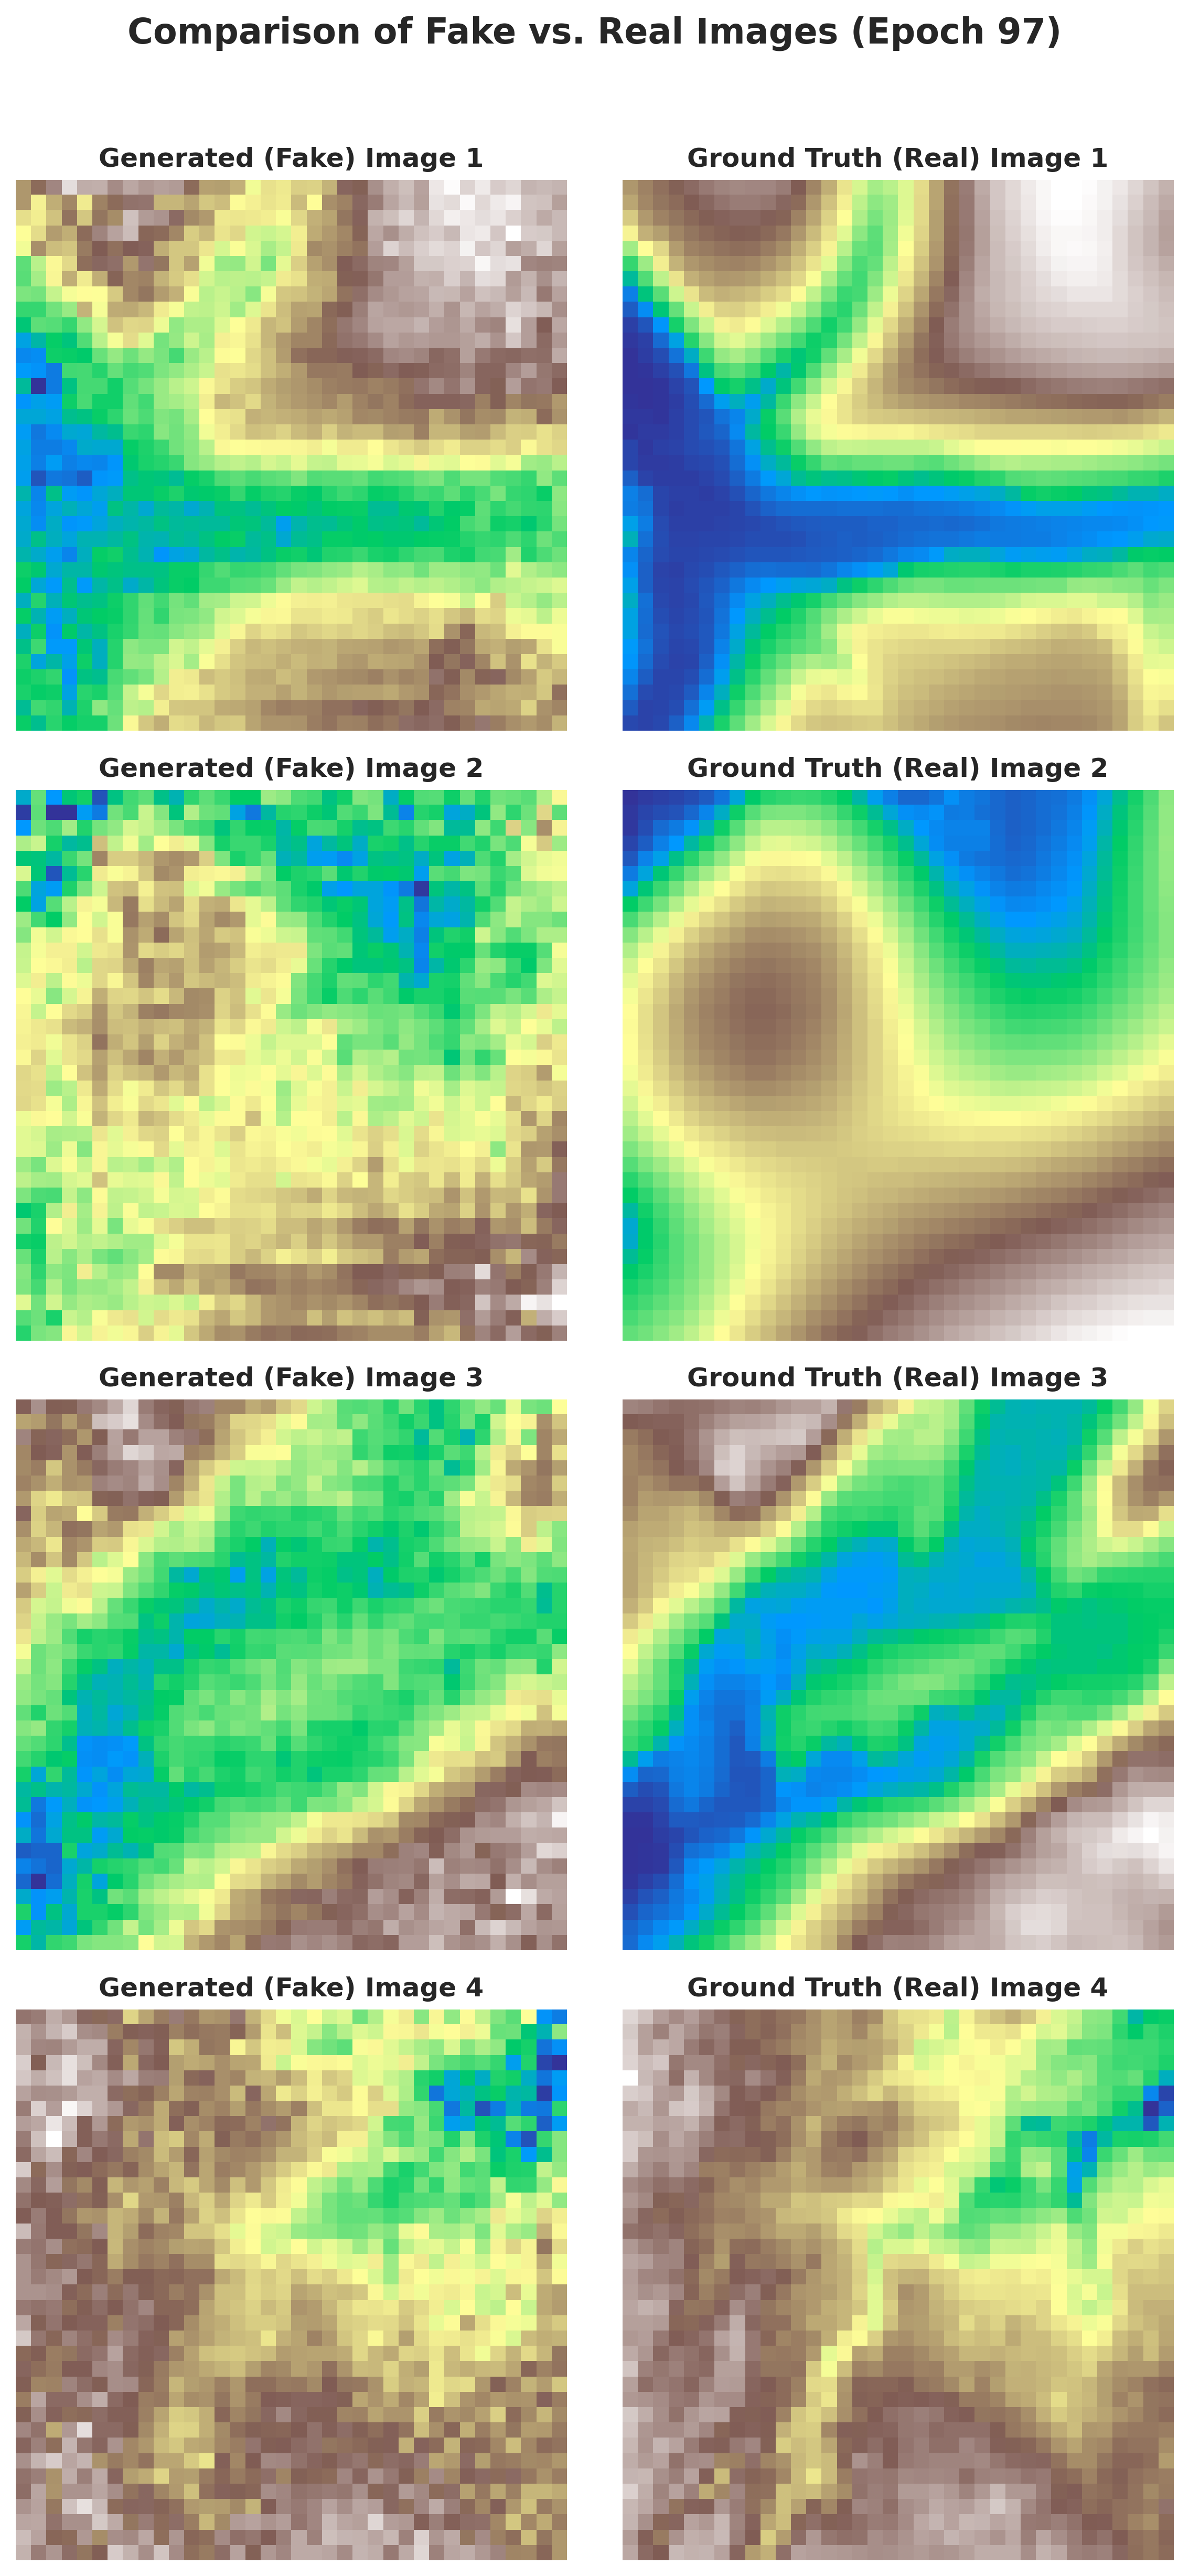 Comparison of Fake vs. Real Images (Epoch 97)
Generated (Fake) Image 1
Ground Truth (Real) Image 1
Generated (Fake) Image 2
Ground Truth (Real) Image 2
Generated (Fake) Image 3
Ground Truth (Real) Image 3
Generated (Fake) Image 4
Ground Truth (Real) Image 4